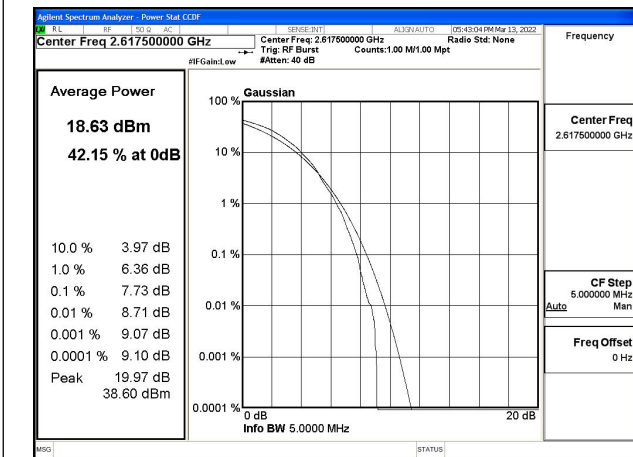 Agilent Spectrum Analyzer - Power Stat CCDF
RL RF 50 Ω AC SENSE:INT ALIGNAUTO 05:43:04 PM Mar 13, 2022
Center Freq 2.617500000 GHz
Center Freq: 2.617500000 GHz Radio Std: None
Trig: RF Burst Counts:1.00 M/1.00 Mpt
#IFGain:Low #Atten: 40 dB
Frequency
Average Power
18.63 dBm
42.15 % at 0dB
10.0 % 3.97 dB
1.0 % 6.36 dB
0.1 % 7.73 dB
0.01 % 8.71 dB
0.001 % 9.07 dB
0.0001 % 9.10 dB
Peak 19.97 dB
38.60 dBm
Gaussian
100 %
10 %
1 %
0.1 %
0.01 %
0.001 %
0.0001 %
0 dB 20 dB
Info BW 5.0000 MHz
Center Freq
2.617500000 GHz
CF Step
5.000000 MHz
Auto Man
Freq Offset
0 Hz
MSG STATUS